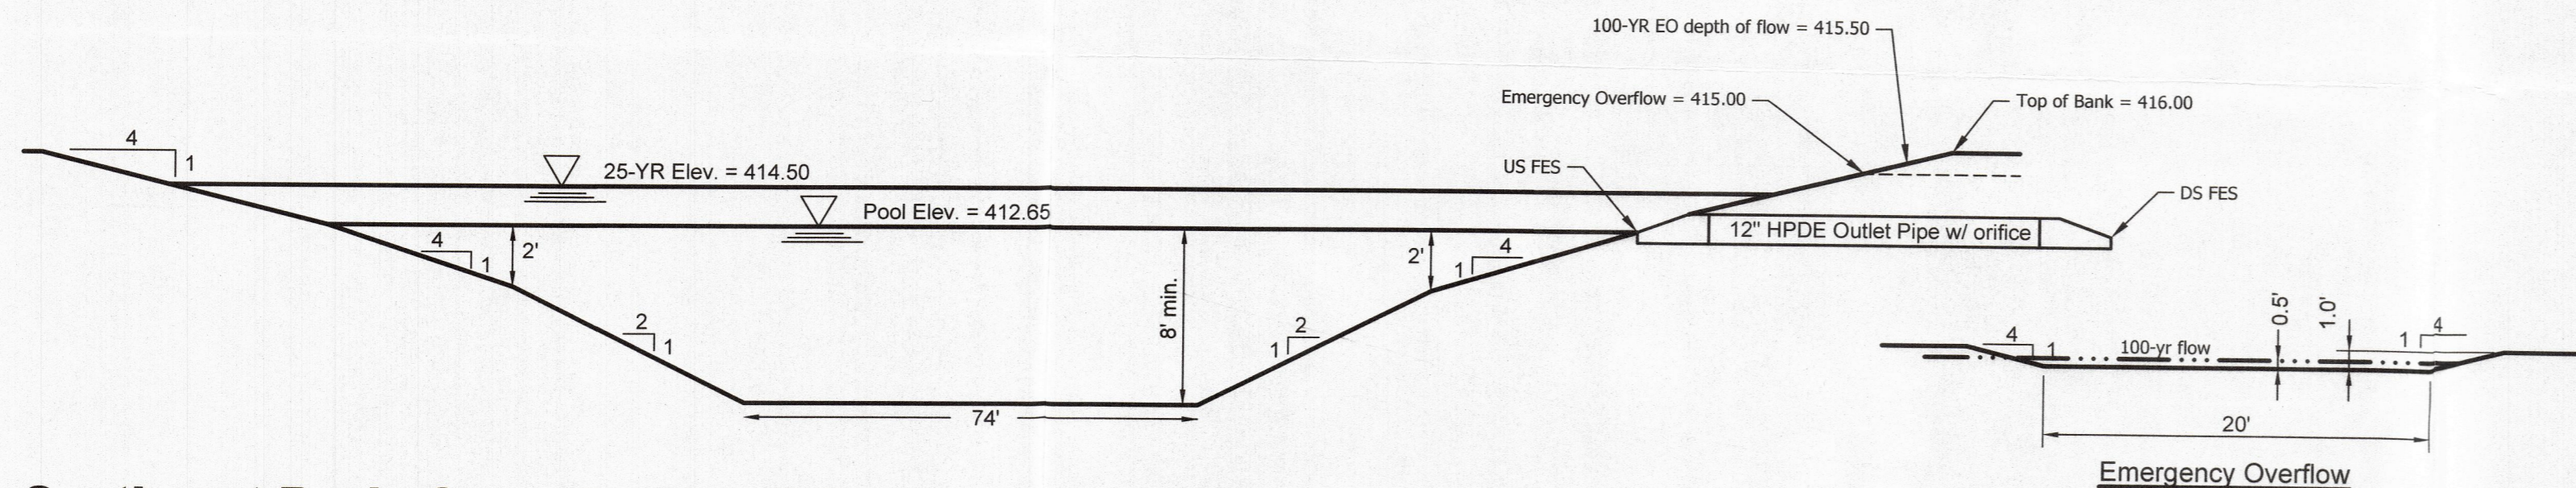 100-YR EO depth of flow = 415.50
Emergency Overflow = 415.00
Top of Bank = 416.00
4
1
25-YR Elev. = 414.50
US FES
DS FES
Pool Elev. = 412.65
12" HPDE Outlet Pipe w/ orifice
4
1
2'
2'
1
4
8' min.
2
1
1
2
74'
4
1
100-yr flow
0.5'
1.0'
1
4
20'
Emergency Overflow